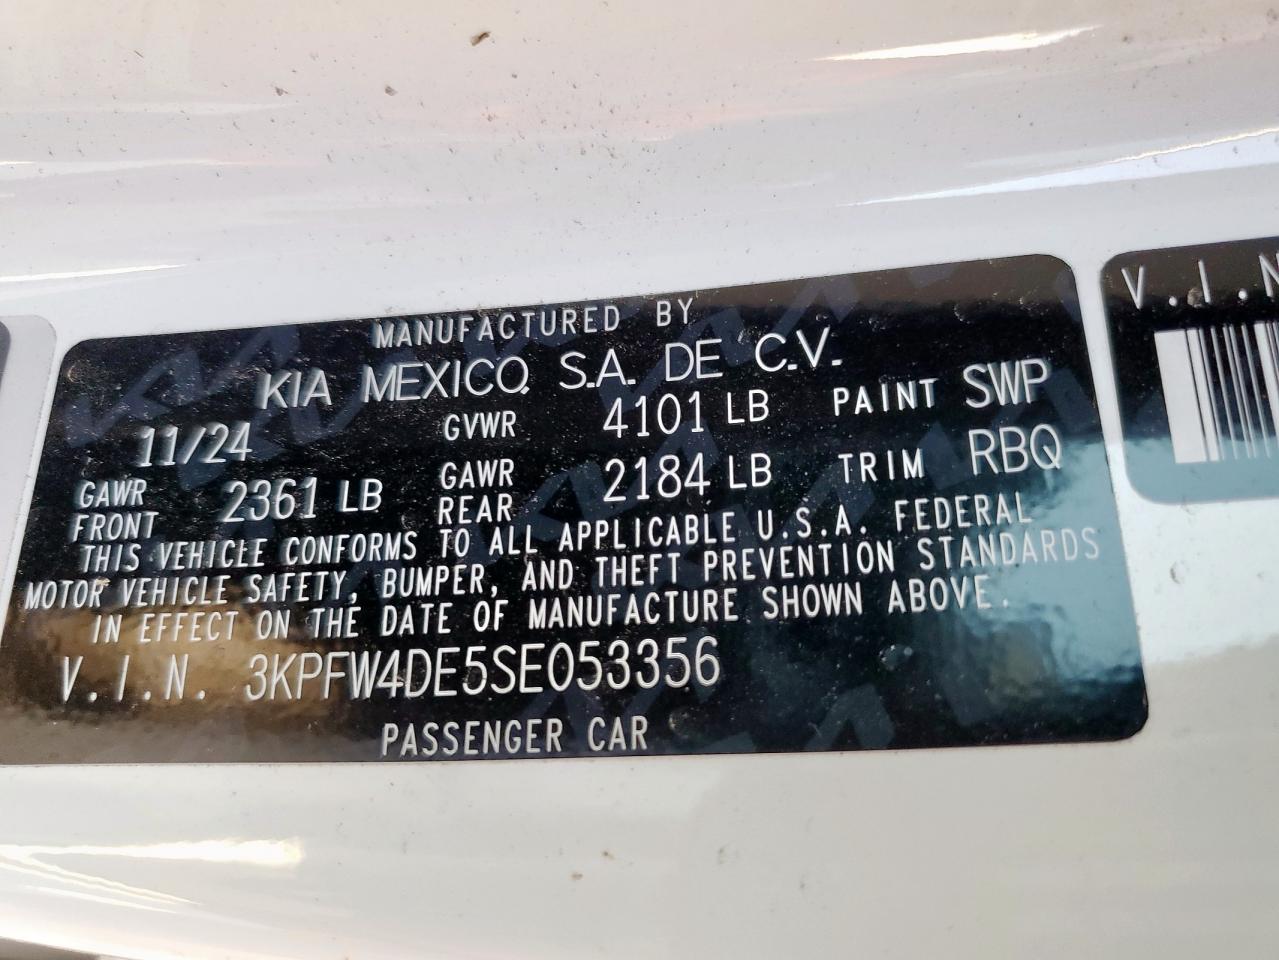 MANUFACTURED BY
KIA MEXICO, S.A. DE C.V.
11/24 GVWR 4101 LB PAINT SWP
GAWR FRONT 2361 LB GAWR REAR 2184 LB TRIM RBQ
THIS VEHICLE CONFORMS TO ALL APPLICABLE U.S.A. FEDERAL
MOTOR VEHICLE SAFETY, BUMPER, AND THEFT PREVENTION STANDARDS
IN EFFECT ON THE DATE OF MANUFACTURE SHOWN ABOVE.
V.I.N. 3KPFW4DE5SE053356
PASSENGER CAR
V.I.N